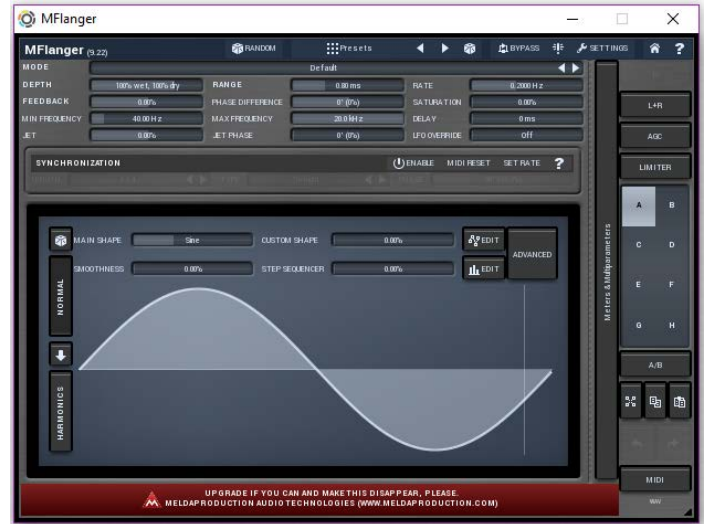 MFlanger
MFlanger (9.22) RANDOM Presets BYPASS SETTINGS ?
MODE Default
DEPTH 100% wet, 100% dry RANGE 0.80 ms RATE 0.2000 Hz
FEEDBACK 0.00% PHASE DIFFERENCE 0° (0%) SATURATION 0.00%
MIN FREQUENCY 40.00 Hz MAX FREQUENCY 20.0 kHz DELAY 0 ms
JET 0.00% JET PHASE 0° (0%) LFO OVERRIDE Off
SYNCHRONIZATION ENABLE MIDI RESET SET RATE ?
MAIN SHAPE Sine CUSTOM SHAPE 0.00% EDIT
ADVANCED
SMOOTHNESS 0.00% STEP SEQUENCER 0.00% EDIT
NORMAL
HARMONICS
Meters & Multiparameters
L+R
AGC
LIMITER
A B
C D
E F
G H
A/B
MIDI
WAV
UPGRADE IF YOU CAN AND MAKE THIS DISAPPEAR, PLEASE.
MELDAPRODUCTION AUDIO TECHNOLOGIES (WWW.MELDAPRODUCTION.COM)